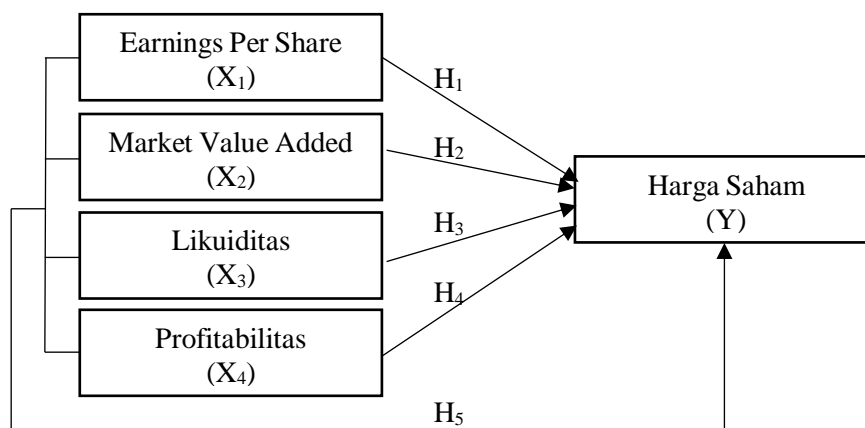 Earnings Per Share
(X₁)
H₁
Market Value Added
(X₂)
H₂
Harga Saham
(Y)
Likuiditas
(X₃)
H₃
H₄
Profitabilitas
(X₄)
H₅